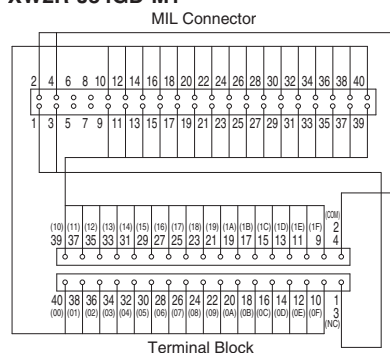 MIL Connector
2 4 6 8 10 12 14 16 18 20 22 24 26 28 30 32 34 36 38 40
1 3 5 7 9 11 13 15 17 19 21 23 25 27 29 31 33 35 37 39
(10) (11) (12) (13) (14) (15) (16) (17) (18) (19) (1A) (1B) (1C) (1D) (1E) (1F) (COM) 2
39 37 35 33 31 29 27 25 23 21 19 17 15 13 11 9 4
40 38 36 34 32 30 28 26 24 22 20 18 16 14 12 10 1
(00) (01) (02) (03) (04) (05) (06) (07) (08) (09) (0A) (0B) (0C) (0D) (0E) (0F) 3
(NC)
Terminal Block